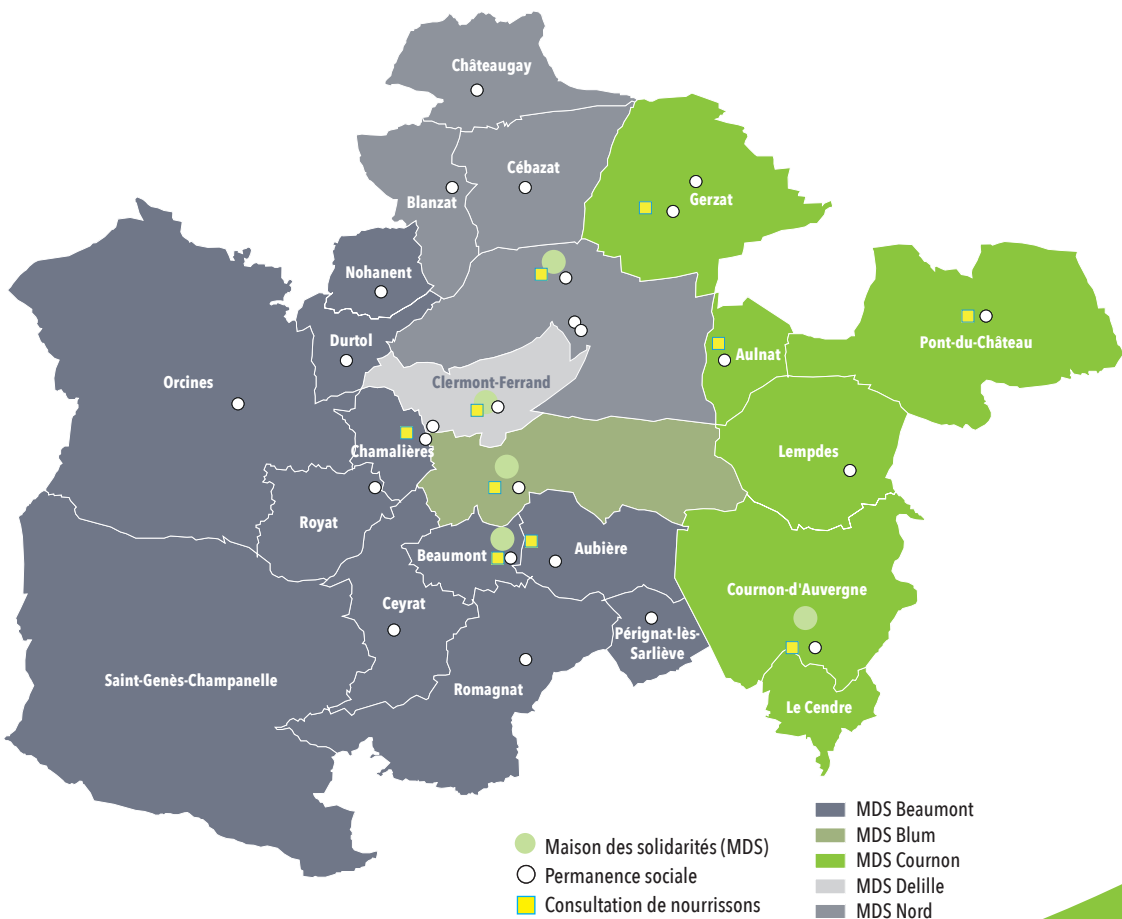 Châteaugay
Cébazat
Blanzat
Gerzat
Nohanent
Durtol
Aulnat
Pont-du-Château
Orcines
Clermont-Ferrand
Chamalières
Lempdes
Royat
Beaumont
Aubière
Ceyrat
Cournon-d'Auvergne
Pérignat-lès-
Sarliève
Saint-Genès-Champanelle
Romagnat
Le Cendre
Maison des solidarités (MDS)
Permanence sociale
Consultation de nourrissons
MDS Beaumont
MDS Blum
MDS Cournon
MDS Delille
MDS Nord